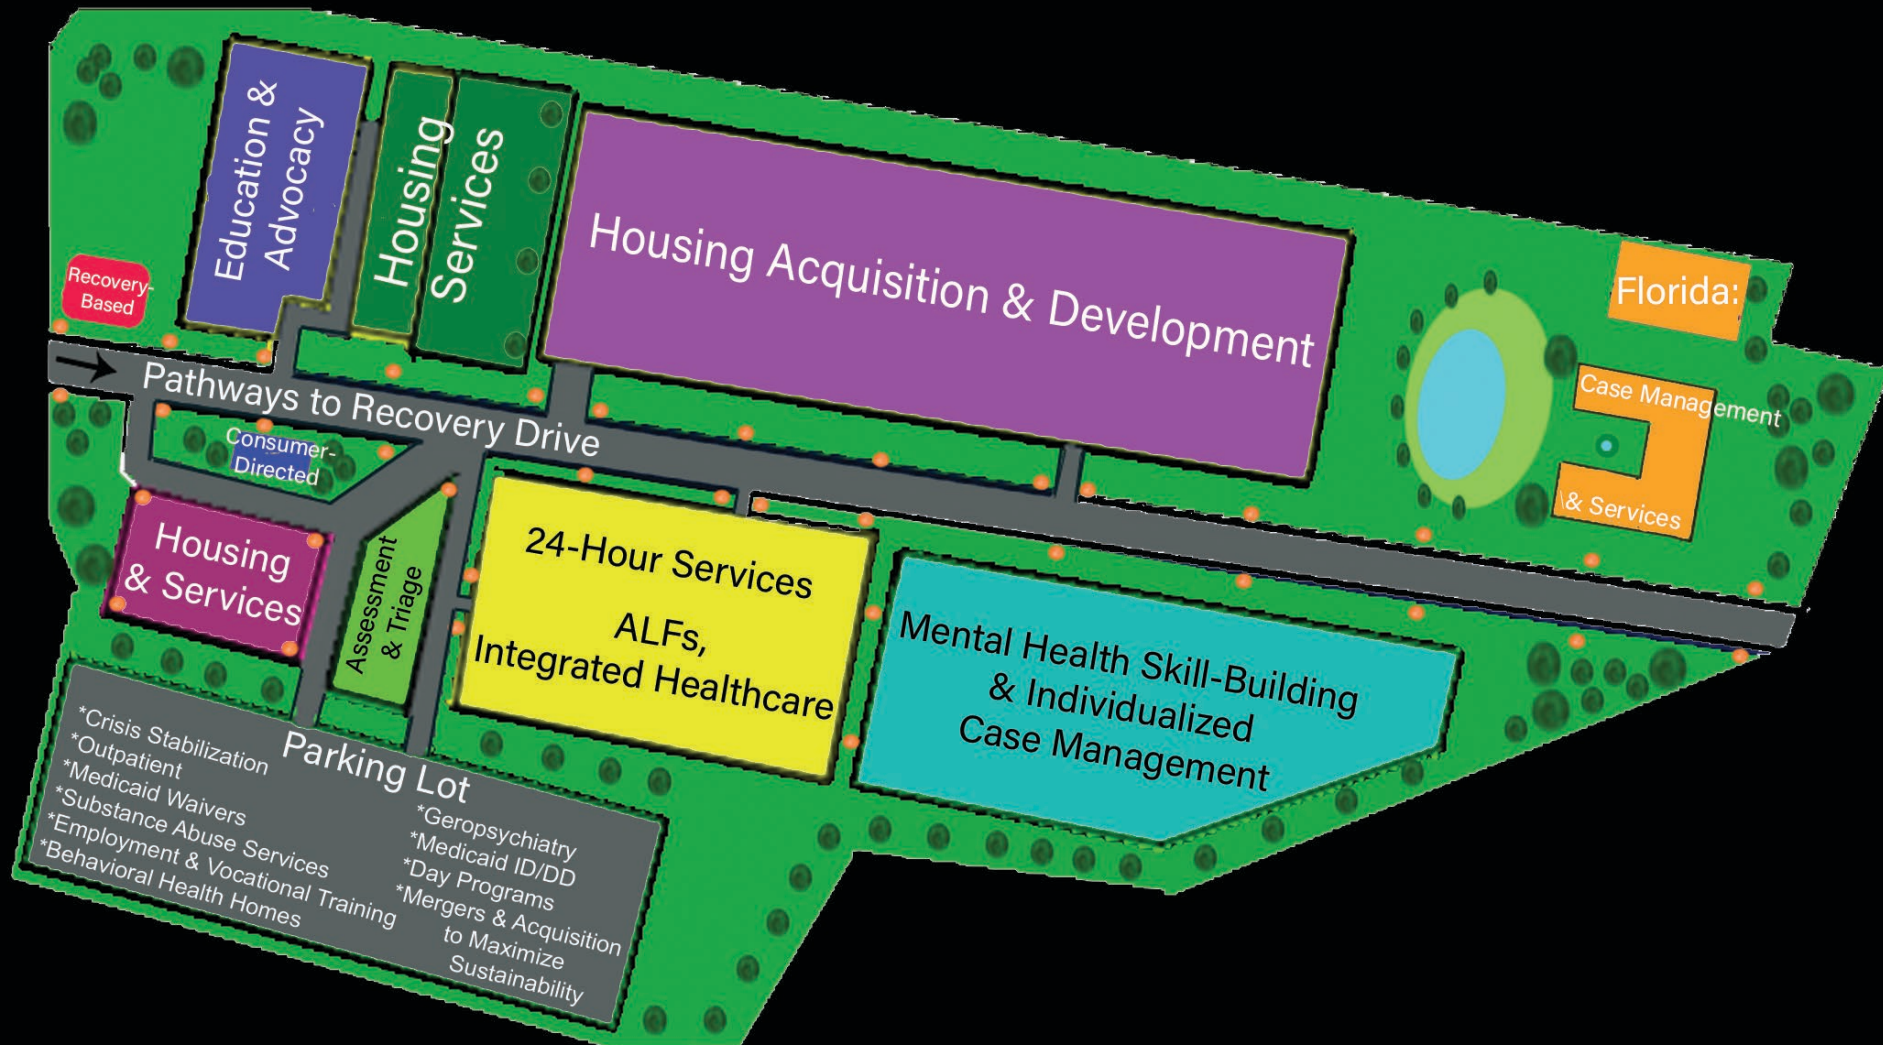 Education &
Advocacy
Housing
Services
Housing Acquisition & Development
Recovery-
Based
Florida:
Case Management
\& Services
Pathways to Recovery Drive
Consumer-
Directed
Housing
& Services
Assessment
& Triage
24-Hour Services
ALFs,
Integrated Healthcare
Mental Health Skill-Building
& Individualized
Case Management
Parking Lot
*Crisis Stabilization
*Outpatient
*Medicaid Waivers
*Substance Abuse Services
*Employment & Vocational Training
*Behavioral Health Homes
*Geropsychiatry
*Medicaid ID/DD
*Day Programs
*Mergers & Acquisition
to Maximize
Sustainability